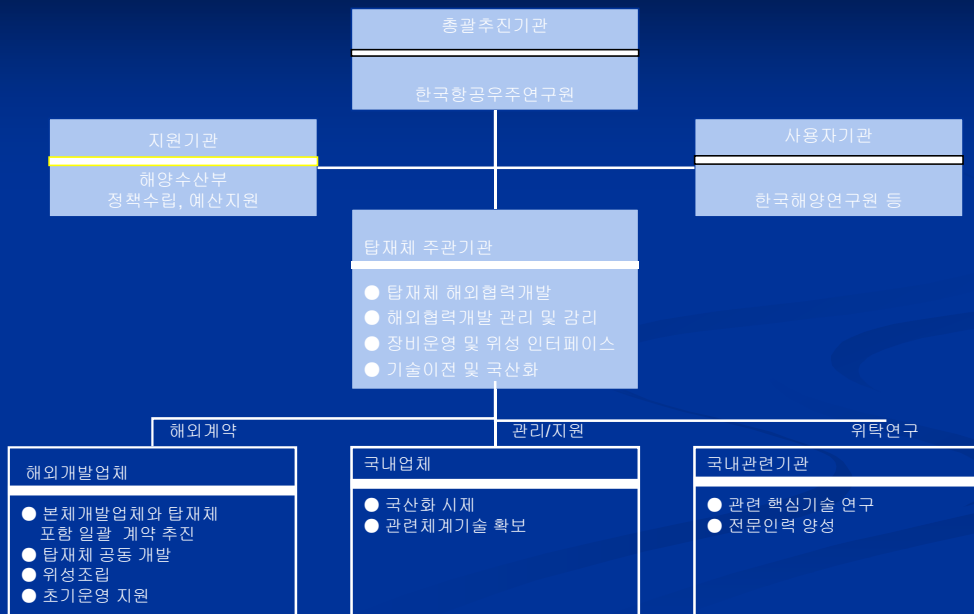 총괄추진기관
한국항공우주연구원
지원기관
해양수산부
정책수립, 예산지원
사용자기관
한국해양연구원 등
탑재체 주관기관
● 탑재체 해외협력개발
● 해외협력개발 관리 및 감리
● 장비운영 및 위성 인터페이스
● 기술이전 및 국산화
해외계약
관리/지원
위탁연구
해외개발업체
● 본체개발업체와 탑재체
포함 일괄 계약 추진
● 탑재체 공동 개발
● 위성조립
● 초기운영 지원
국내업체
● 국산화 시제
● 관련체계기술 확보
국내관련기관
● 관련 핵심기술 연구
● 전문인력 양성